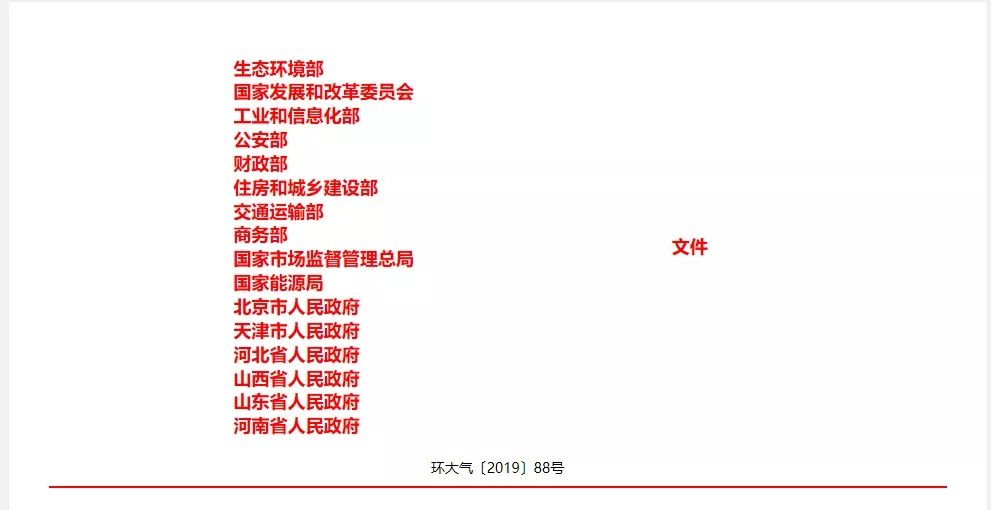 生态环境部
国家发展和改革委员会
工业和信息化部
公安部
财政部
住房和城乡建设部
交通运输部
商务部
国家市场监督管理总局
国家能源局
北京市人民政府
天津市人民政府
河北省人民政府
山西省人民政府
山东省人民政府
河南省人民政府
文件
环大气〔2019〕88号